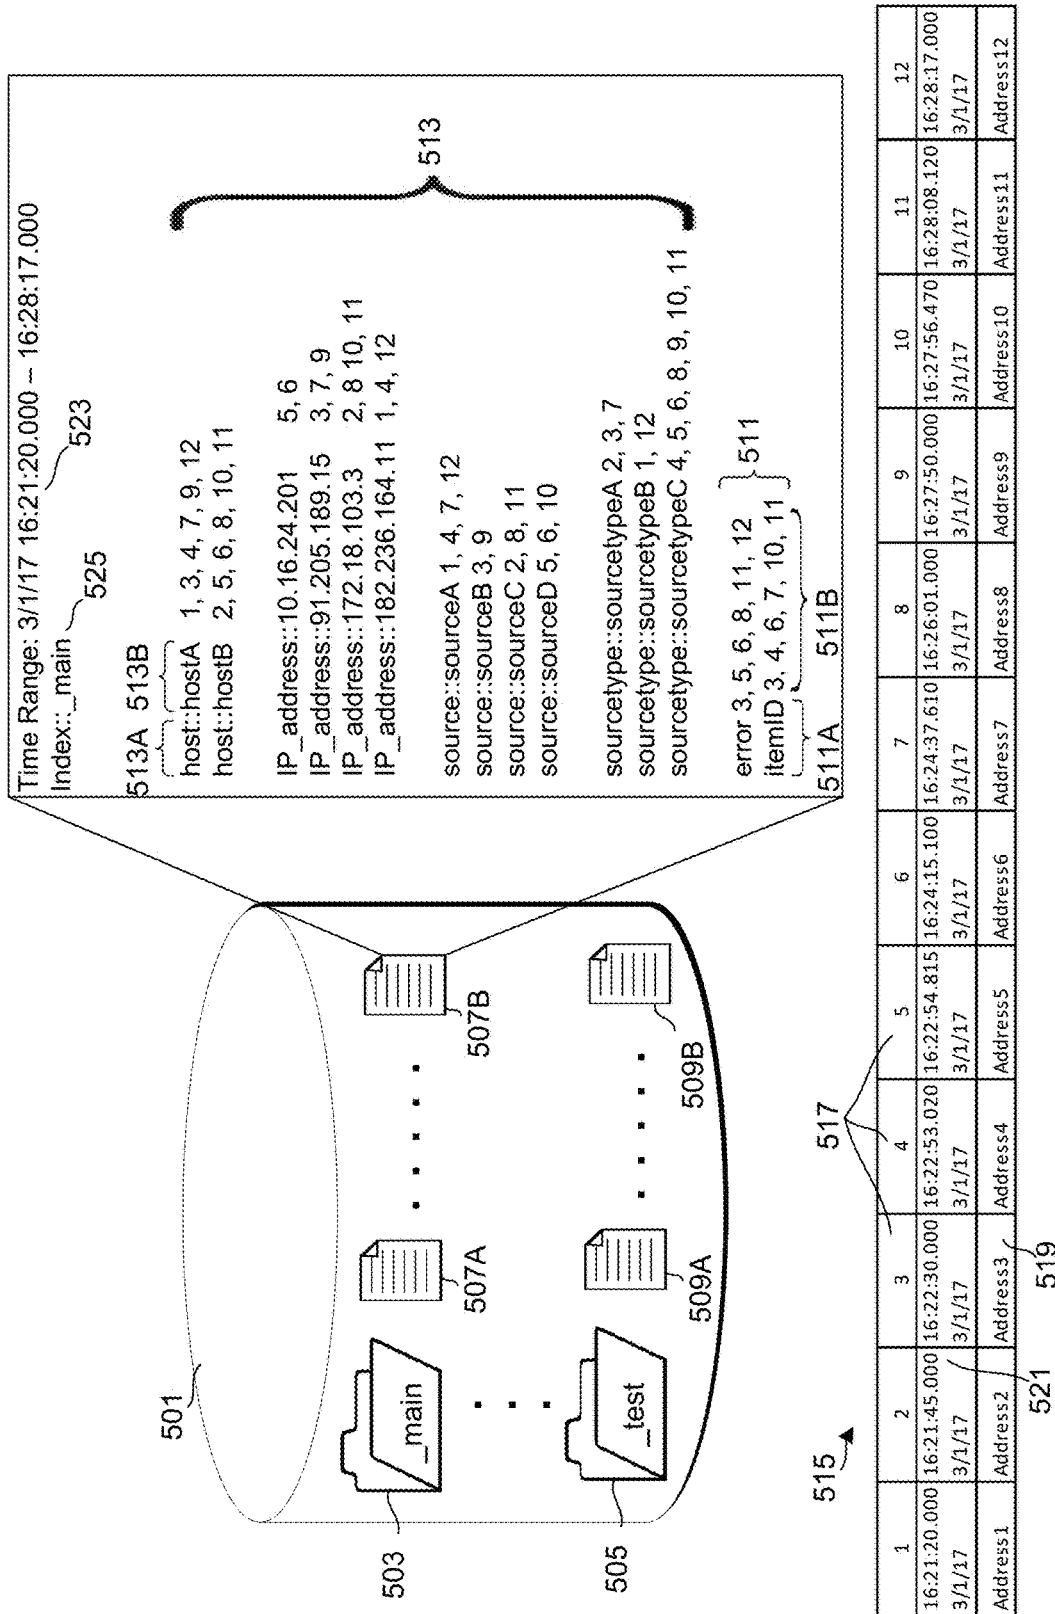 501
503
_main
507A
507B
505
_test
509A
509B
Time Range: 3/1/17 16:21:20.000 – 16:28:17.000
523
Index::_main
525
513A 513B
host::hostA 1, 3, 4, 7, 9, 12
host::hostB 2, 5, 6, 8, 10, 11
IP_address::10.16.24.201 5, 6
IP_address::91.205.189.15 3, 7, 9
IP_address::172.18.103.3 2, 8 10, 11
IP_address::182.236.164.11 1, 4, 12
source::sourceA 1, 4, 7, 12
source::sourceB 3, 9
source::sourceC 2, 8, 11
source::sourceD 5, 6, 10
sourcetype::sourcetypeA 2, 3, 7
sourcetype::sourcetypeB 1, 12
sourcetype::sourcetypeC 4, 5, 6, 8, 9, 10, 11
513
error 3, 5, 6, 8, 11, 12
itemID 3, 4, 6, 7, 10, 11
511
511A 511B
515
517
1 2 3 4 5 6 7 8 9 10 11 12
16:21:20.000 16:21:45.000 16:22:30.000 16:22:53.020 16:22:54.815 16:24:15.100 16:24:37.610 16:26:01.000 16:27:50.000 16:27:56.470 16:28:08.120 16:28:17.000
3/1/17 3/1/17 3/1/17 3/1/17 3/1/17 3/1/17 3/1/17 3/1/17 3/1/17 3/1/17 3/1/17 3/1/17
Address1 Address2 Address3 Address4 Address5 Address6 Address7 Address8 Address9 Address10 Address11 Address12
521
519